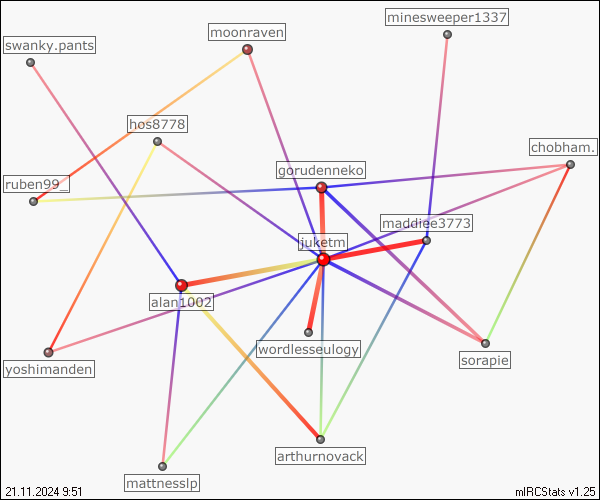 minesweeper1337
moonraven
swanky.pants
hos8778
chobham.
gorudenneko
ruben99_
maddiee3773
juketm
alan1002
wordlesseulogy
sorapie
yoshimanden
arthurnovack
mattnesslp
21.11.2024 9:51
mIRCStats v1.25